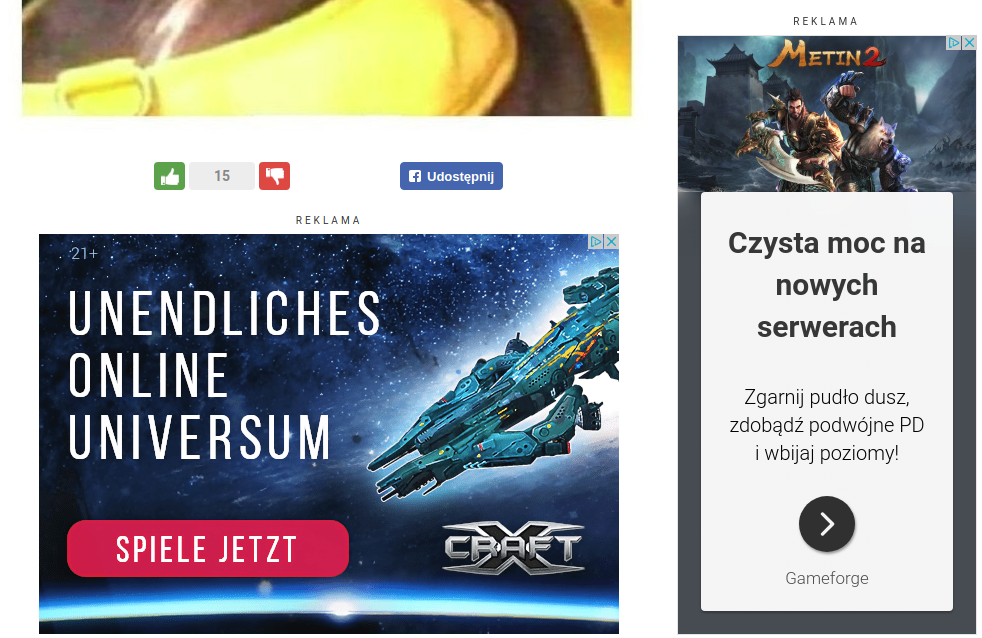 15
Udostępnij
REKLAMA
21+
UNENDLICHES
ONLINE
UNIVERSUM
SPIELE JETZT
X
CRAFT
REKLAMA
METIN2
Czysta moc na
nowych
serwerach
Zgarnij pudło dusz,
zdobądź podwójne PD
i wbijaj poziomy!
Gameforge